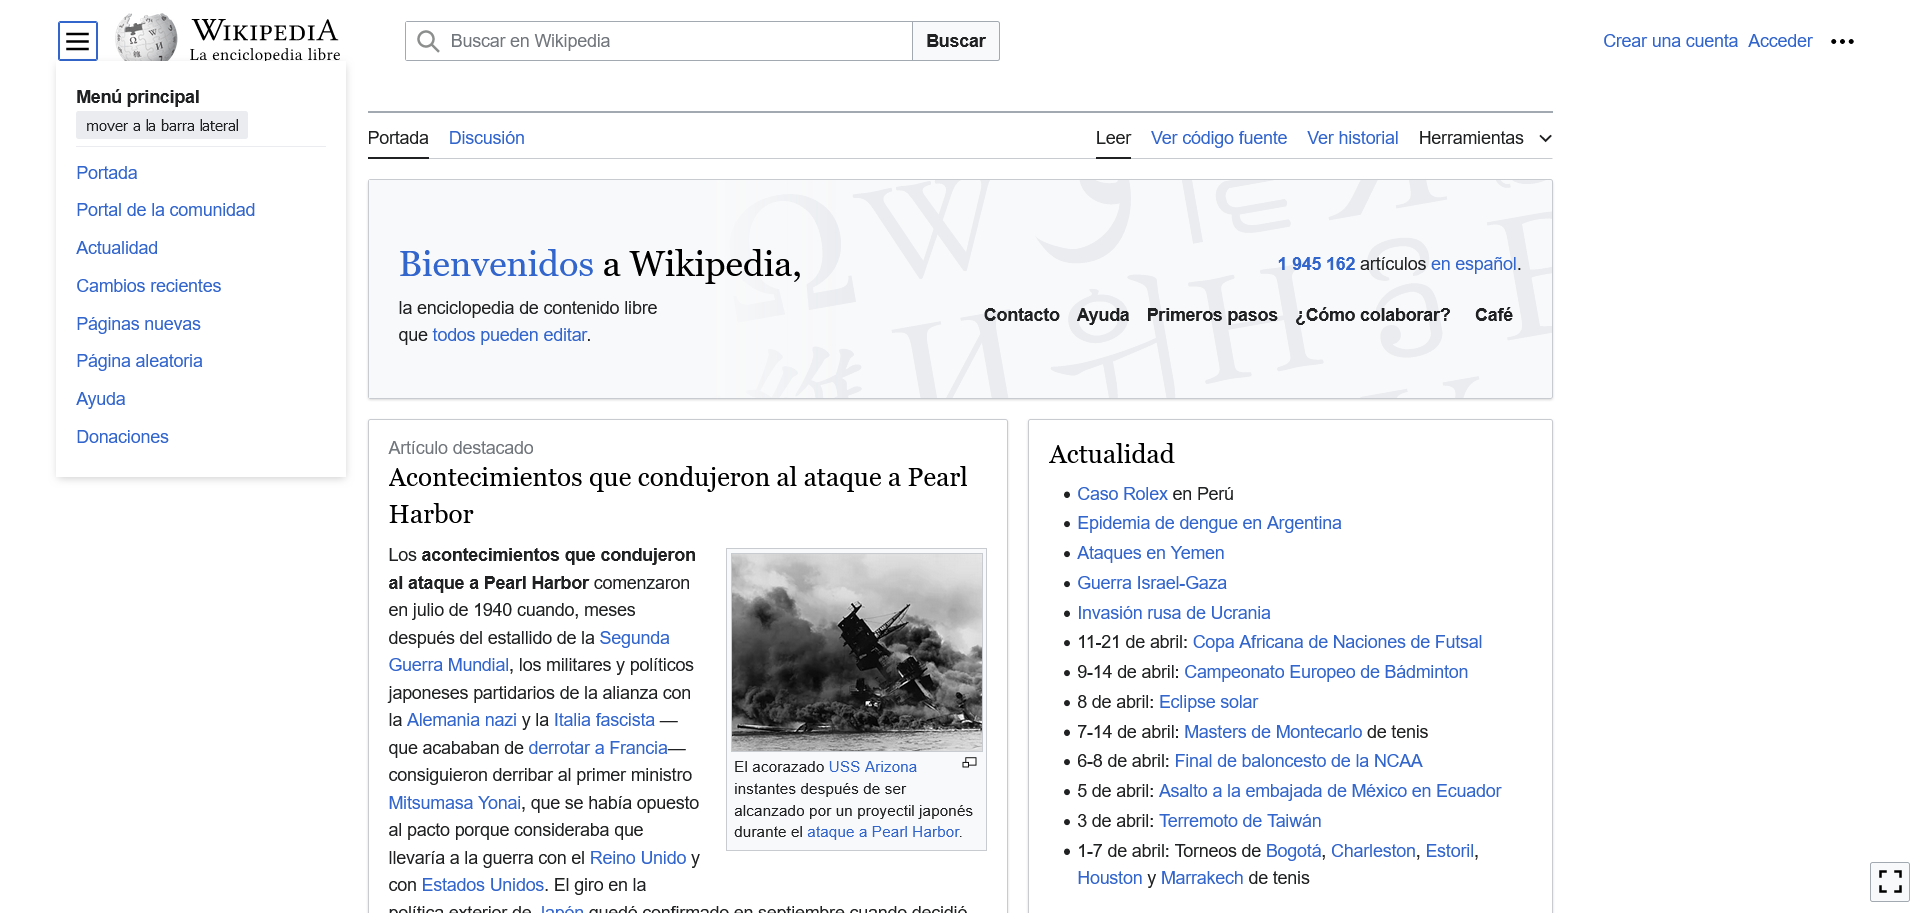 WIKIPEDIA
La enciclopedia libre
Buscar en Wikipedia
Buscar
Crear una cuenta Acceder
Menú principal
mover a la barra lateral
Portada
Portal de la comunidad
Actualidad
Cambios recientes
Páginas nuevas
Página aleatoria
Ayuda
Donaciones
Portada Discusión
Leer Ver código fuente Ver historial Herramientas
Bienvenidos a Wikipedia,
la enciclopedia de contenido libre
que todos pueden editar.
1 945 162 artículos en español.
Contacto Ayuda Primeros pasos ¿Cómo colaborar? Café
Artículo destacado
Acontecimientos que condujeron al ataque a Pearl
Harbor
Los acontecimientos que condujeron
al ataque a Pearl Harbor comenzaron
en julio de 1940 cuando, meses
después del estallido de la Segunda
Guerra Mundial, los militares y políticos
japoneses partidarios de la alianza con
la Alemania nazi y la Italia fascista —
que acababan de derrotar a Francia—
consiguieron derribar al primer ministro
Mitsumasa Yonai, que se había opuesto
al pacto porque consideraba que
llevaría a la guerra con el Reino Unido y
con Estados Unidos. El giro en la
política exterior de Japón quedó confirmado en septiembre cuando decidió
El acorazado USS Arizona
instantes después de ser
alcanzado por un proyectil japonés
durante el ataque a Pearl Harbor.
Actualidad
• Caso Rolex en Perú
• Epidemia de dengue en Argentina
• Ataques en Yemen
• Guerra Israel-Gaza
• Invasión rusa de Ucrania
• 11-21 de abril: Copa Africana de Naciones de Futsal
• 9-14 de abril: Campeonato Europeo de Bádminton
• 8 de abril: Eclipse solar
• 7-14 de abril: Masters de Montecarlo de tenis
• 6-8 de abril: Final de baloncesto de la NCAA
• 5 de abril: Asalto a la embajada de México en Ecuador
• 3 de abril: Terremoto de Taiwán
• 1-7 de abril: Torneos de Bogotá, Charleston, Estoril,
Houston y Marrakech de tenis